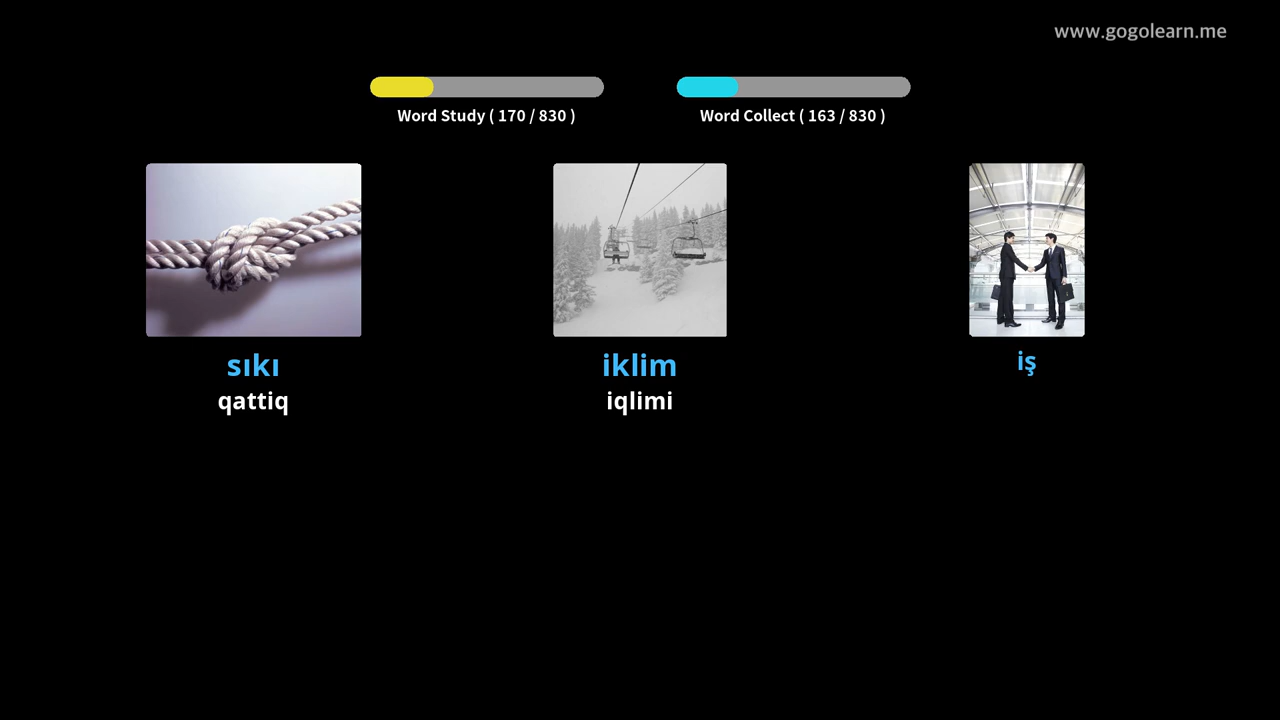 www.gogolearn.me
Word Study ( 170 / 830 )
Word Collect ( 163 / 830 )
sıkı
qattiq
iklim
iqlimi
iş